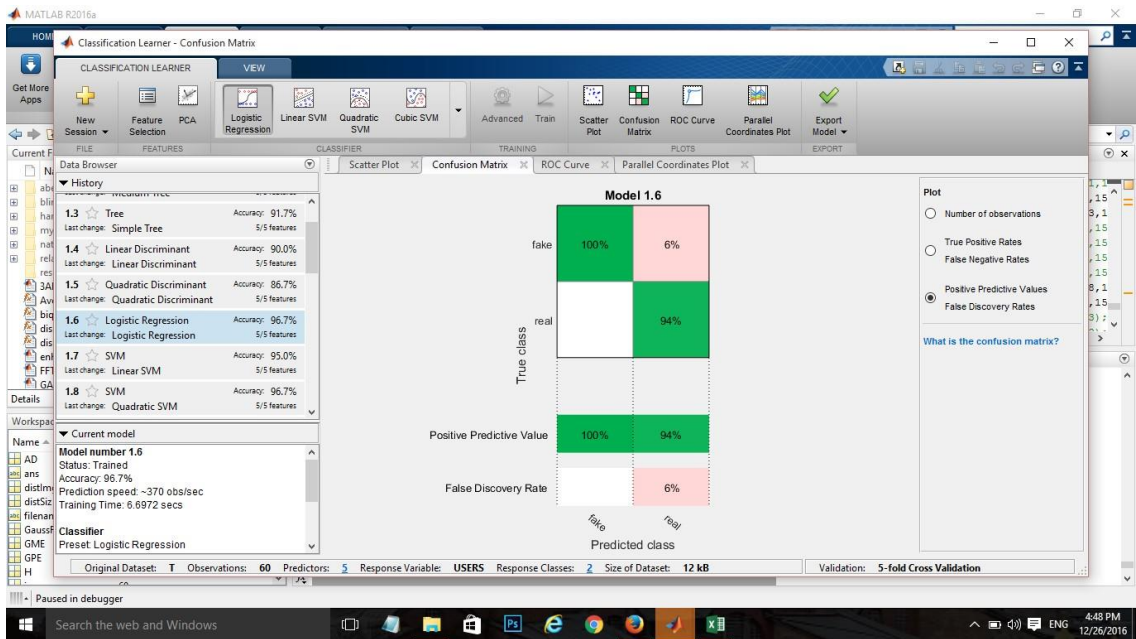 MATLAB R2016a
HOM
Classification Learner - Confusion Matrix
CLASSIFICATION LEARNER VIEW
Get More
Apps
New
Session
Feature
Selection
PCA
Logistic
Regression
Linear SVM
Quadratic
SVM
Cubic SVM
Advanced
Train
Scatter
Plot
Confusion
Matrix
ROC Curve
Parallel
Coordinates Plot
Export
Model
FILE FEATURES CLASSIFIER TRAINING PLOTS EXPORT
Current F
Data Browser
Scatter Plot Confusion Matrix ROC Curve Parallel Coordinates Plot
History
1.3 Tree Accuracy: 91.7%
Last change: Simple Tree 5/5 features
1.4 Linear Discriminant Accuracy: 90.0%
Last change: Linear Discriminant 5/5 features
1.5 Quadratic Discriminant Accuracy: 86.7%
Last change: Quadratic Discriminant 5/5 features
1.6 Logistic Regression Accuracy: 96.7%
Last change: Logistic Regression 5/5 features
1.7 SVM Accuracy: 95.0%
Last change: Linear SVM 5/5 features
1.8 SVM Accuracy: 96.7%
Last change: Quadratic SVM 5/5 features
Current model
Model number 1.6
Status: Trained
Accuracy: 96.7%
Prediction speed: ~370 obs/sec
Training Time: 6.6972 secs
Classifier
Preset: Logistic Regression
Details
Workspac
Name
AD
ans
distIm
distSiz
filenan
GaussF
GME
GPE
H
Model 1.6
fake 100% 6%
real 94%
True class
Positive Predictive Value 100% 94%
False Discovery Rate 6%
fake real
Predicted class
Plot
Number of observations
True Positive Rates
False Negative Rates
Positive Predictive Values
False Discovery Rates
What is the confusion matrix?
Original Dataset: T Observations: 60 Predictors: 5 Response Variable: USERS Response Classes: 2 Size of Dataset: 12 kB Validation: 5-fold Cross Validation
Paused in debugger
Search the web and Windows
ENG
4:48 PM
12/26/2016